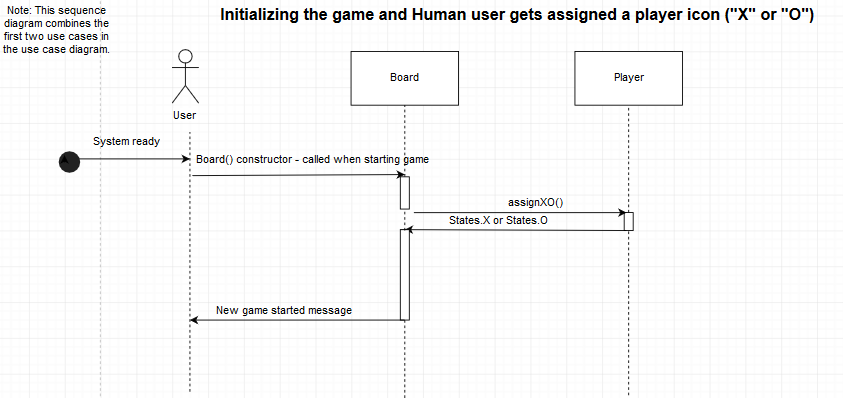 Note: This sequence
diagram combines the
first two use cases in
the use case diagram.
Initializing the game and Human user gets assigned a player icon ("X" or "O")
Board
Player
User
System ready
Board() constructor - called when starting game
assignXO()
States.X or States.O
New game started message